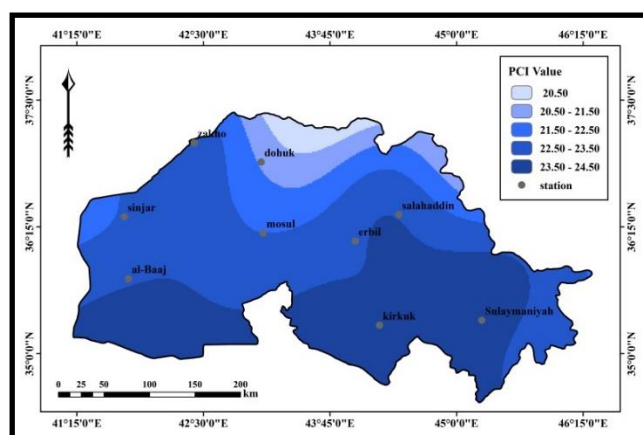 41°15'0"E 42°30'0"E 43°45'0"E 45°0'0"E 46°15'0"E
37°30'0"N
37°30'0"N
PCI Value
20.50
20.50 - 21.50
21.50 - 22.50
22.50 - 23.50
23.50 - 24.50
station
zakho
dohuk
sinjar
salahaddin
mosul
erbil
36°15'0"N
36°15'0"N
al-Baaj
kirkuk
Sulaymaniyah
35°0'0"N
35°0'0"N
0 25 50 100 150 200
km
41°15'0"E 42°30'0"E 43°45'0"E 45°0'0"E 46°15'0"E